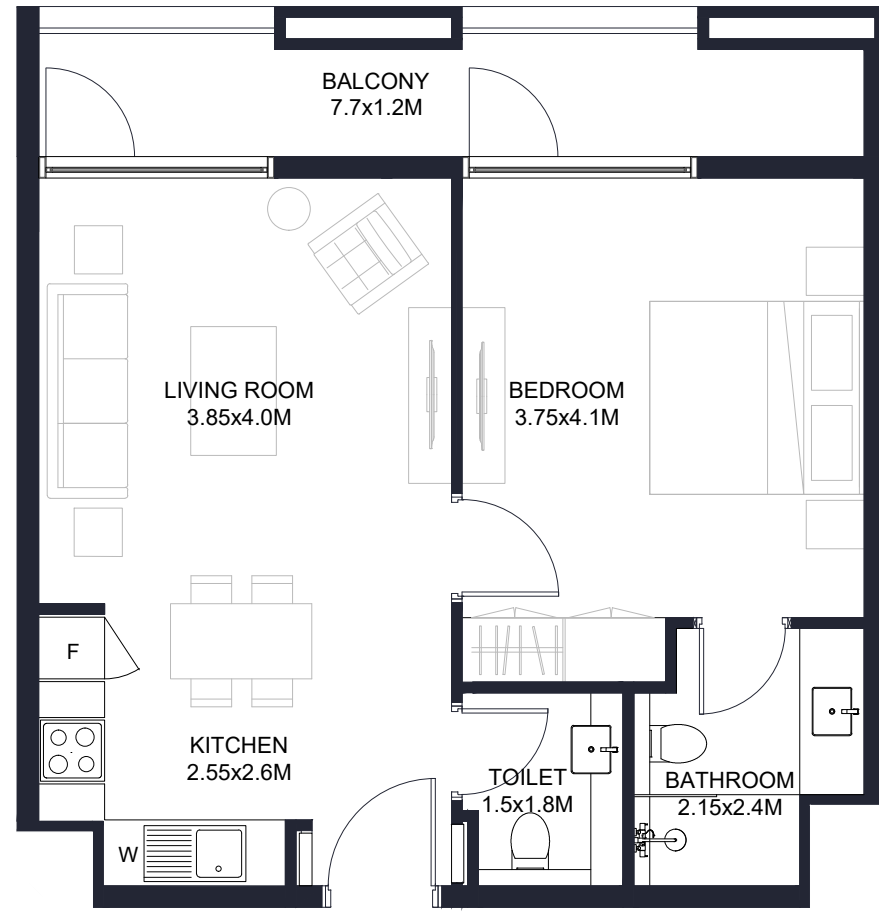 BALCONY
7.7x1.2M
LIVING ROOM
3.85x4.0M
BEDROOM
3.75x4.1M
F
KITCHEN
2.55x2.6M
TOILET
1.5x1.8M
BATHROOM
2.15x2.4M
W